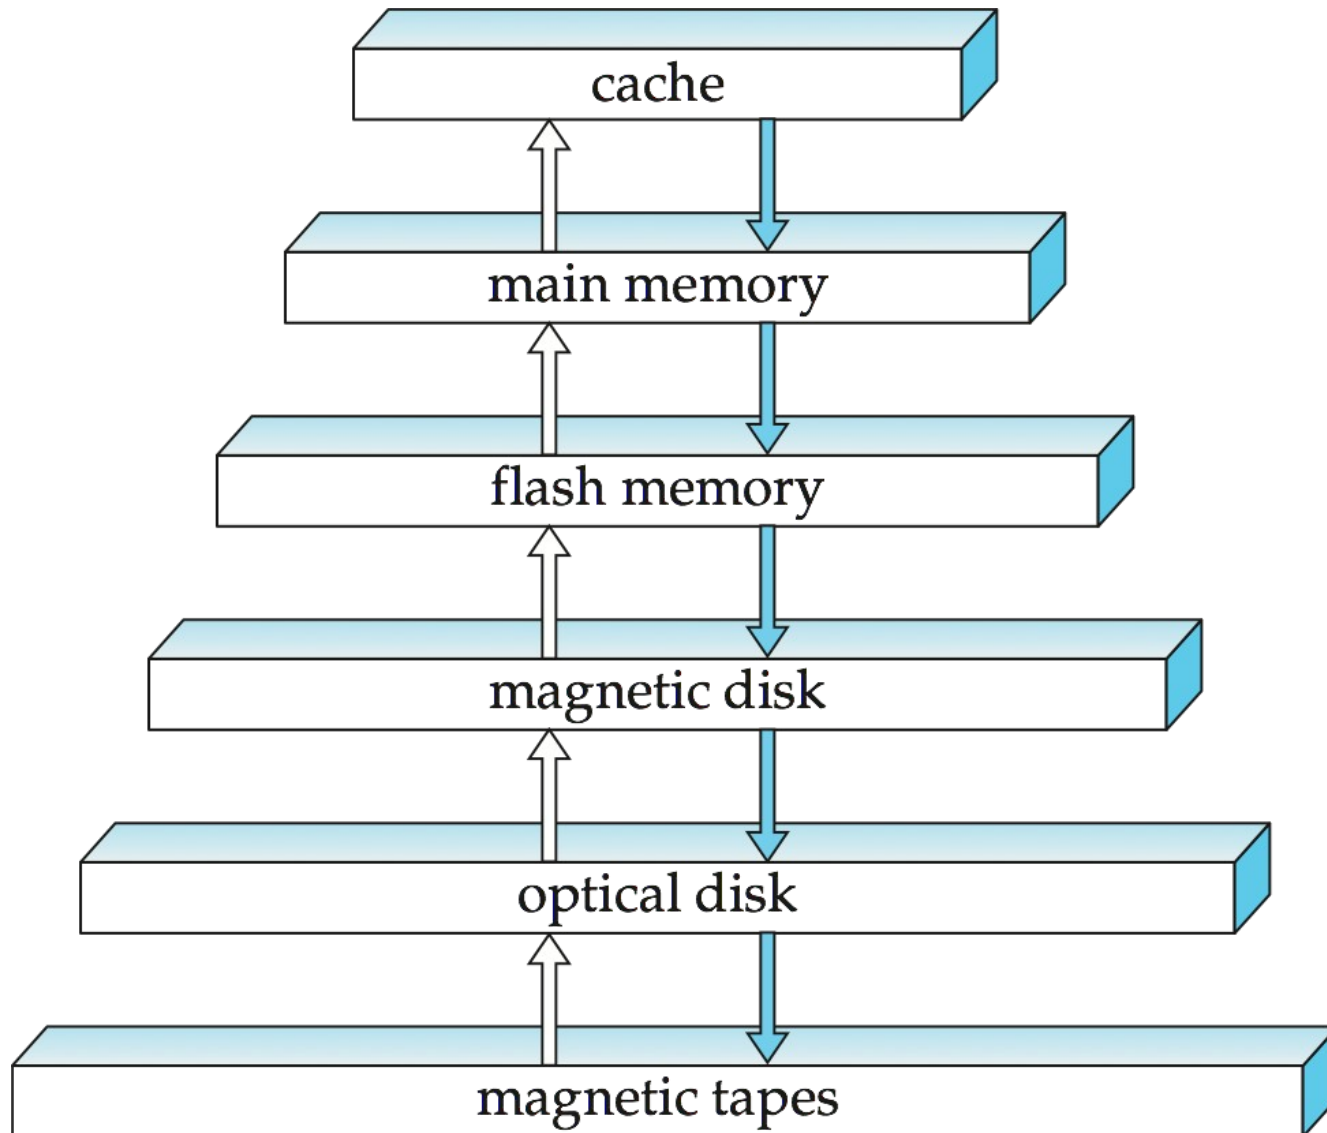 cache
main memory
flash memory
magnetic disk
optical disk
magnetic tapes